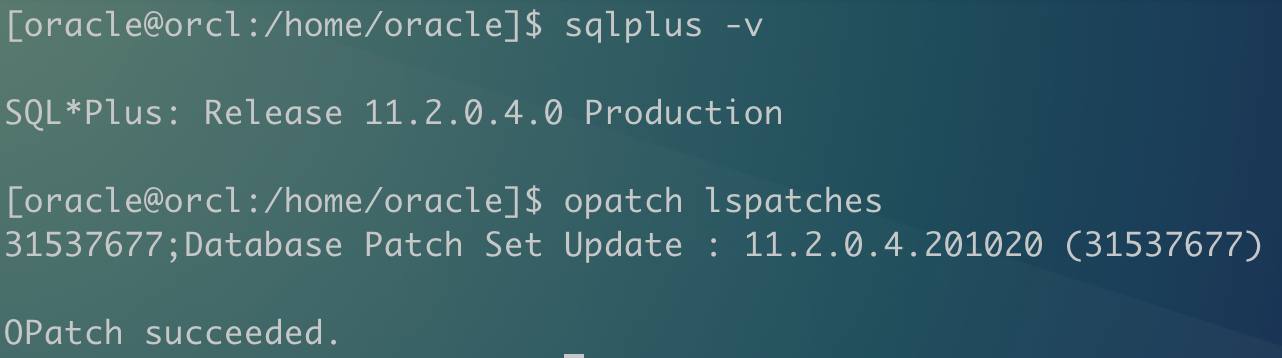 [oracle@orcl:/home/oracle]$ sqlplus -v
SQL*Plus: Release 11.2.0.4.0 Production
[oracle@orcl:/home/oracle]$ opatch lspatches
31537677;Database Patch Set Update : 11.2.0.4.201020 (31537677)
OPatch succeeded.